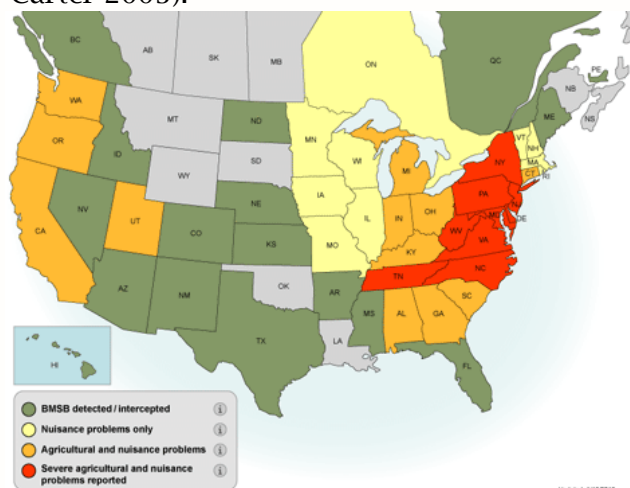 Carter 2003).
BC
AB
SK
MB
ON
QC
PE
NB
NS
WA
MT
ND
MN
ME
OR
ID
WY
SD
WI
MI
VT
NH
NY
MA
CT
RI
NV
UT
CO
NE
IA
IL
IN
OH
PA
NJ
MD
DE
CA
KS
MO
KY
WV
VA
AZ
NM
OK
AR
TN
NC
TX
LA
MS
AL
GA
SC
FL
HI
BMSB detected / intercepted i
Nuisance problems only i
Agricultural and nuisance problems i
Severe agricultural and nuisance i
problems reported